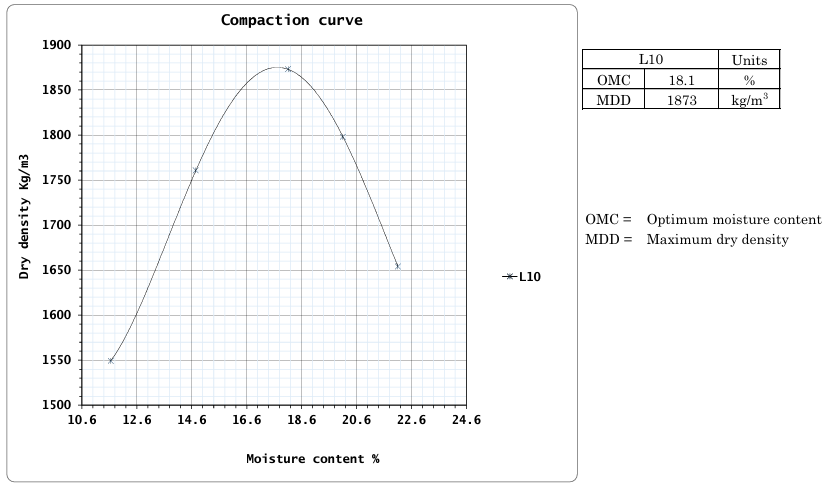 Compaction curve
1900
1850
1800
1750
1700
1650
1600
1550
1500
Dry density Kg/m3
10.6 12.6 14.6 16.6 18.6 20.6 22.6 24.6
Moisture content %
L10
L10 Units
OMC 18.1 %
MDD 1873 kg/m³
OMC = Optimum moisture content
MDD = Maximum dry density